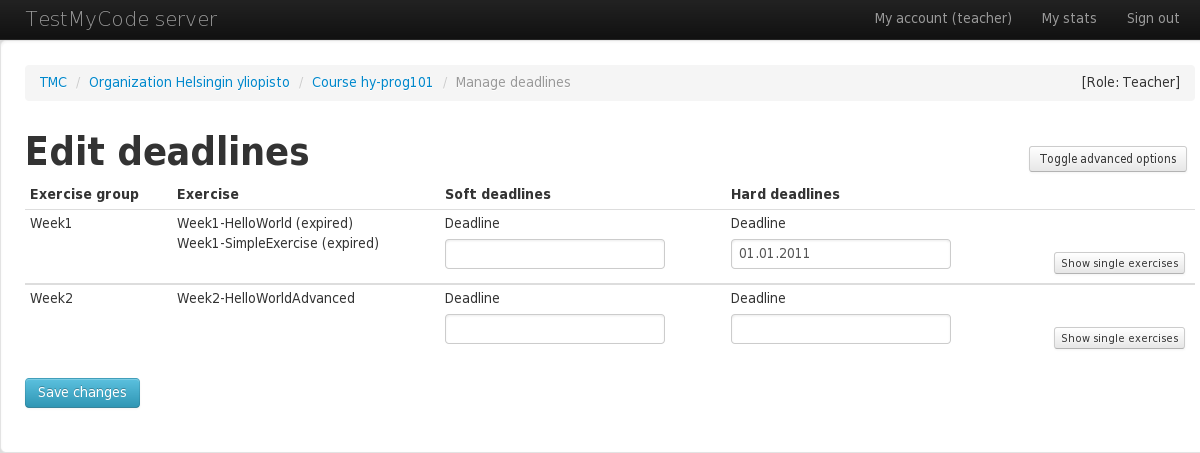 TestMyCode server My account (teacher) My stats Sign out
TMC / Organization Helsingin yliopisto / Course hy-prog101 / Manage deadlines [Role: Teacher]
Edit deadlines
Toggle advanced options
Exercise group Exercise Soft deadlines Hard deadlines
Week1 Week1-HelloWorld (expired) Deadline Deadline
Week1-SimpleExercise (expired)
01.01.2011
Show single exercises
Week2 Week2-HelloWorldAdvanced Deadline Deadline
Show single exercises
Save changes